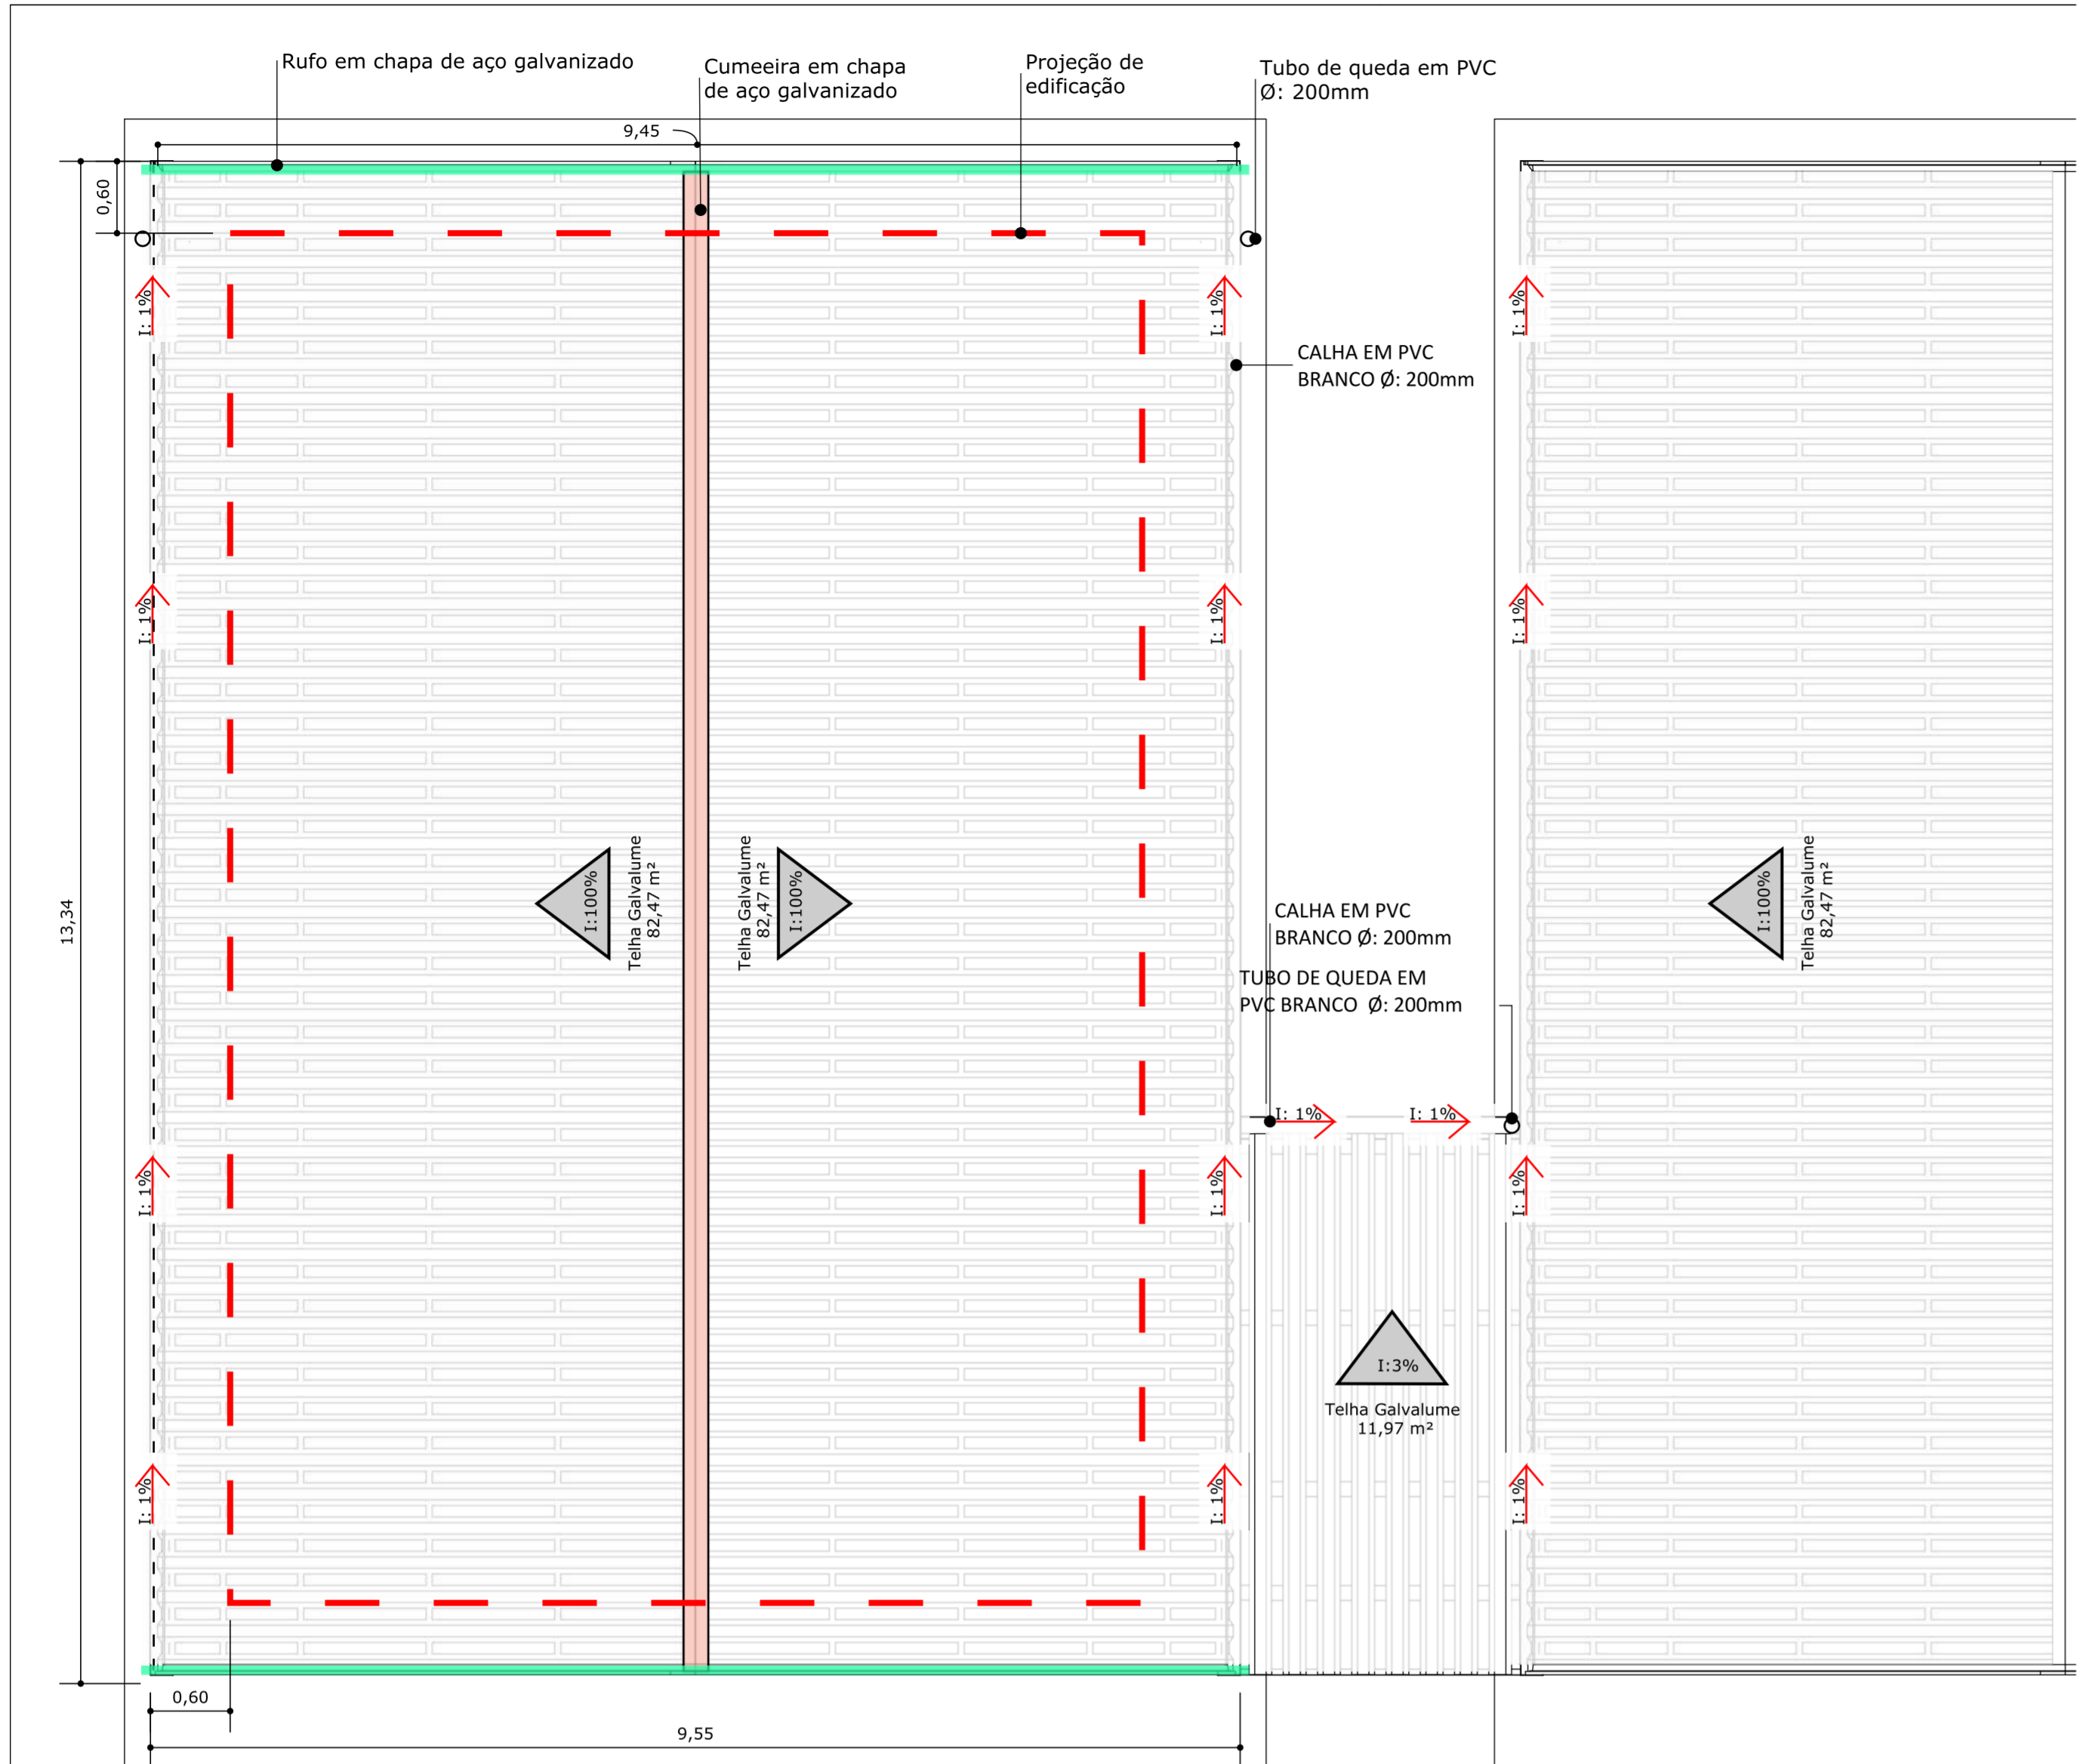 Rufo em chapa de aço galvanizado
Cumeeira em chapa
de aço galvanizado
Projeção de
edificação
Tubo de queda em PVC
Ø: 200mm
9,45
0,60
I: 1%
I: 1%
I: 1%
CALHA EM PVC
BRANCO Ø: 200mm
I: 1%
I: 1%
I: 1%
13,34
I:100%
Telha Galvalume
82,47 m²
Telha Galvalume
82,47 m²
I:100%
I:100%
Telha Galvalume
82,47 m²
CALHA EM PVC
BRANCO Ø: 200mm
TUBO DE QUEDA EM
PVC BRANCO Ø: 200mm
I: 1%
I: 1%
I: 1%
I: 1%
I: 1%
I:3%
Telha Galvalume
11,97 m²
I: 1%
I: 1%
I: 1%
0,60
9,55